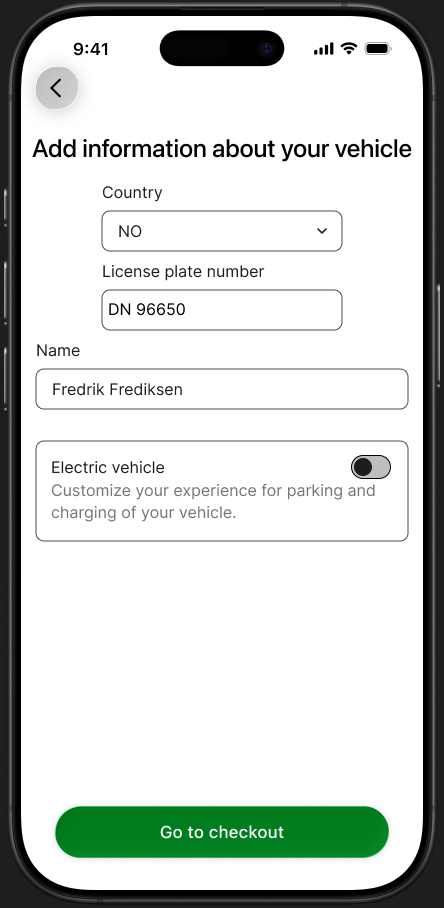 9:41
Add information about your vehicle
Country
NO
License plate number
DN 96650
Name
Fredrik Frediksen
Electric vehicle
Customize your experience for parking and
charging of your vehicle.
Go to checkout